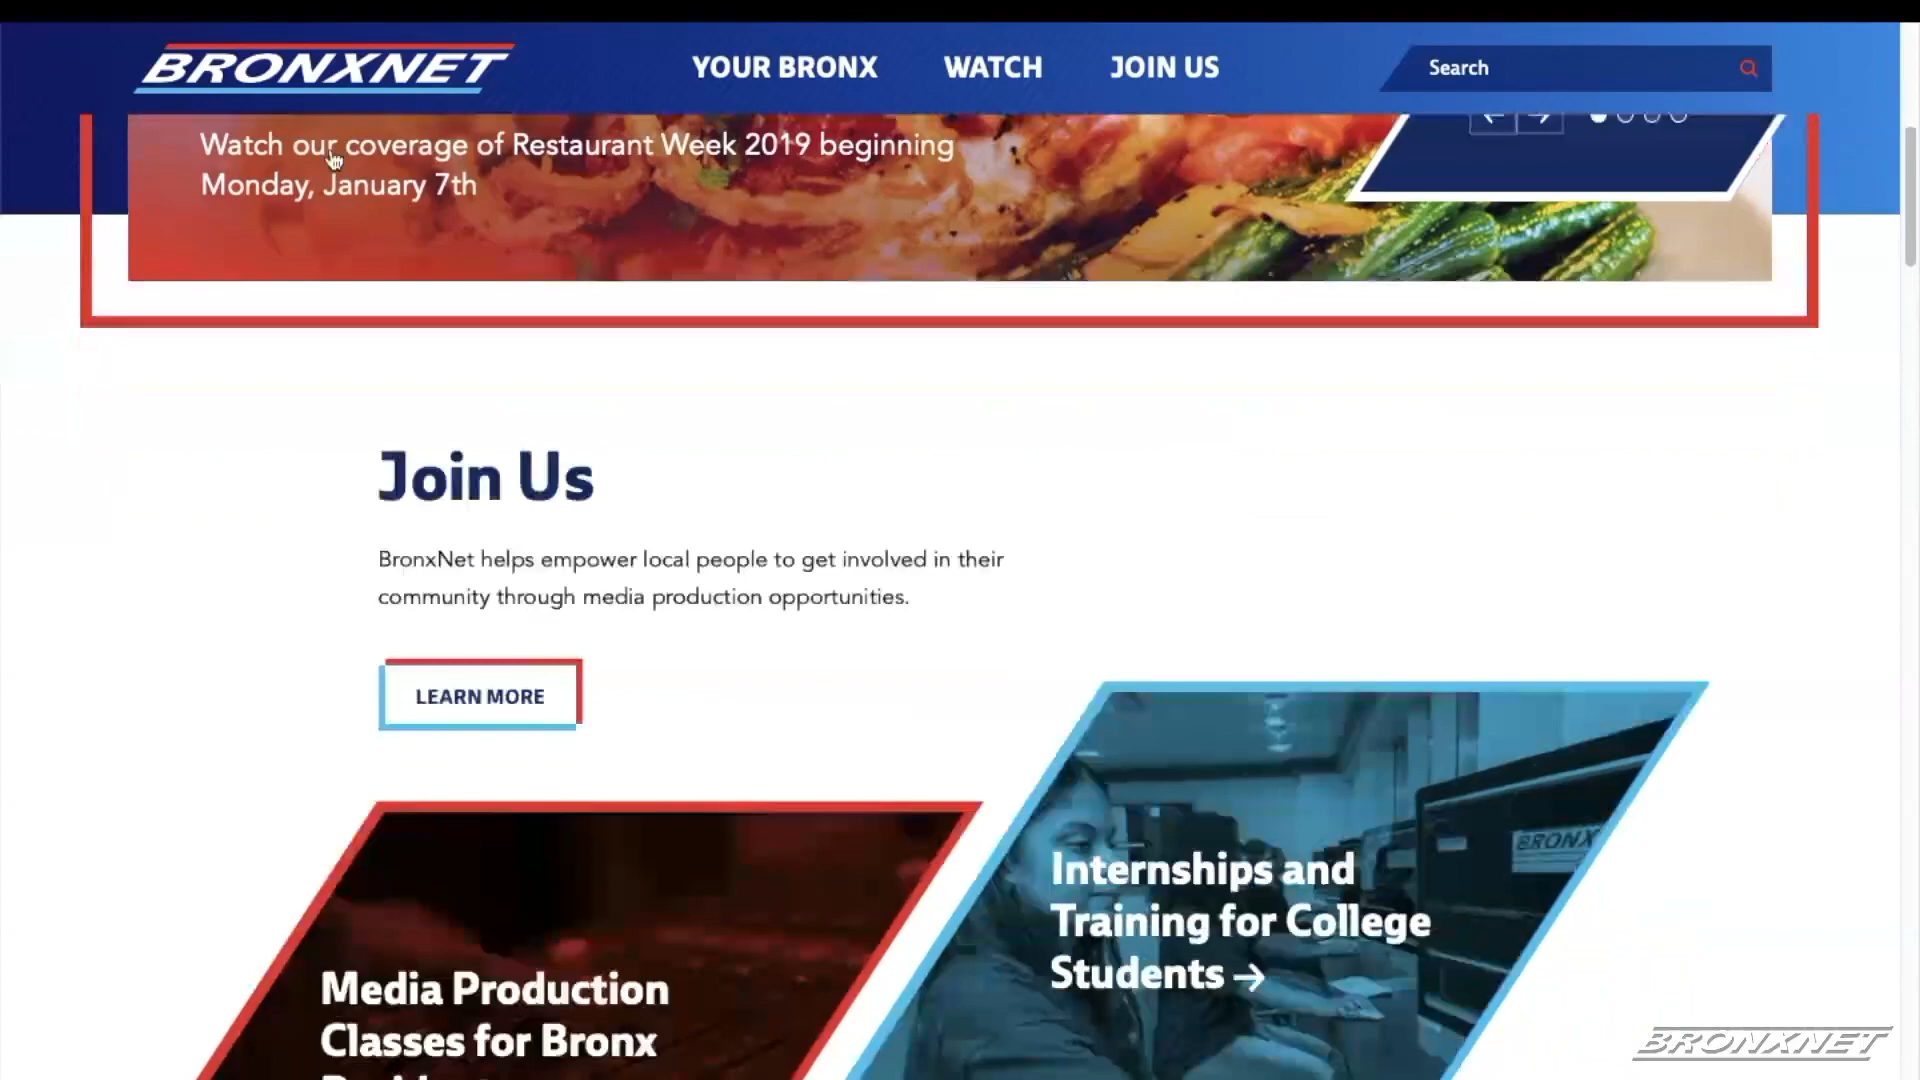 BRONXNET
YOUR BRONX
WATCH
JOIN US
Search
Watch our coverage of Restaurant Week 2019 beginning
Monday, January 7th
Join Us
BronxNet helps empower local people to get involved in their
community through media production opportunities.
LEARN MORE
Internships and
Training for College
Students →
BRONX
Media Production
Classes for Bronx
BRONXNET